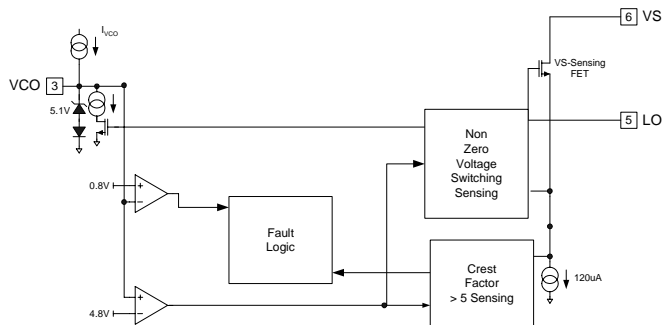 6 VS
I VCO
VS-Sensing
FET
VCO 3
5.1V
5 LO
Non
Zero
Voltage
Switching
Sensing
0.8V
+
−
Fault
Logic
Crest
Factor
> 5 Sensing
120uA
+
−
4.8V